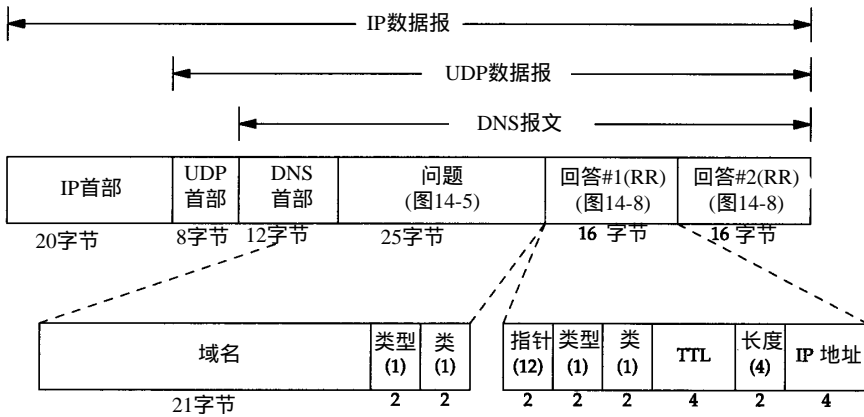 IP数据报
UDP数据报
DNS报文
IP首部
UDP
首部
DNS
首部
问题
(图14-5)
回答#1(RR)
(图14-8)
回答#2(RR)
(图14-8)
20字节
8字节
12字节
25字节
16 字节
16 字节
域名
类型
(1)
类
(1)
指针
(12)
类型
(1)
类
(1)
TTL
长度
(4)
IP 地址
21字节
2
2
2
2
2
4
2
4